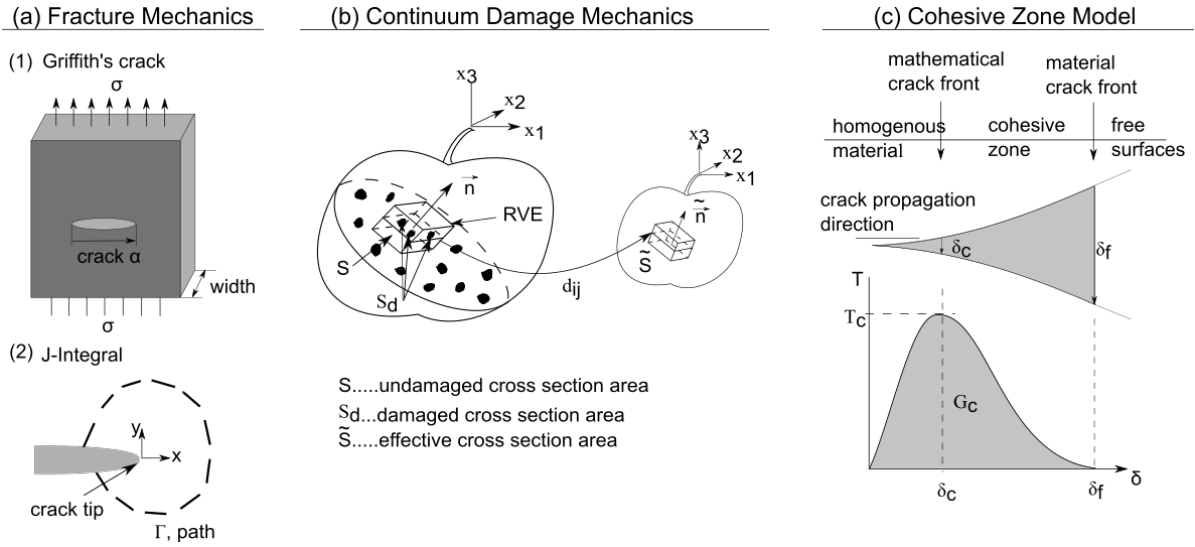 (a) Fracture Mechanics
(1) Griffith's crack
σ
crack α
width
σ
(2) J-Integral
y
x
crack tip
Γ, path
(b) Continuum Damage Mechanics
x3
x2
x1
n
RVE
S
Sd
dij
x3
x2
x1
ñ
S̃
S.....undamaged cross section area
Sd...damaged cross section area
S̃.....effective cross section area
(c) Cohesive Zone Model
mathematical
crack front
material
crack front
homogenous
material
cohesive
zone
free
surfaces
crack propagation
direction
δc
δf
T
Tc
Gc
δc
δf
δ